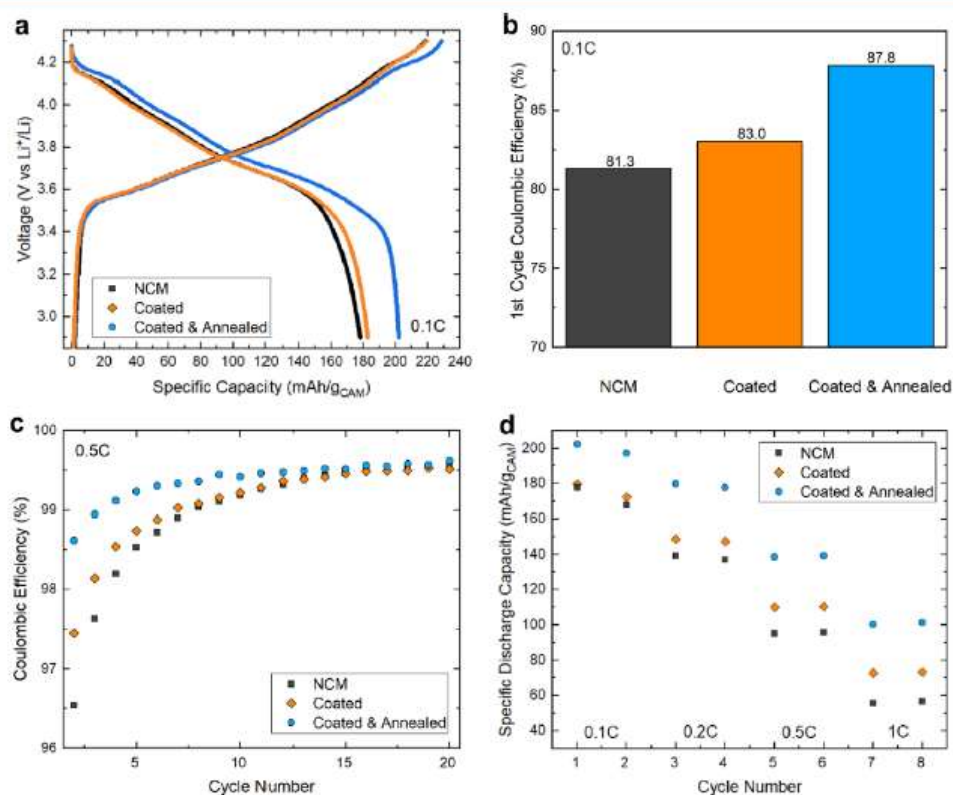 a
4.2
4.0
3.8
3.6
3.4
3.2
3.0
Voltage (V vs Li⁺/Li)
NCM
Coated
Coated & Annealed
0.1C
0 20 40 60 80 100 120 140 160 180 200 220 240
Specific Capacity (mAh/gCAM)
b
0.1C
90
85
80
75
70
1st Cycle Coulombic Efficiency (%)
81.3
83.0
87.8
NCM Coated Coated & Annealed
c
0.5C
100
99
98
97
96
Coulombic Efficiency (%)
NCM
Coated
Coated & Annealed
5 10 15 20
Cycle Number
d
200
180
160
140
120
100
80
60
40
Specific Discharge Capacity (mAh/gCAM)
NCM
Coated
Coated & Annealed
0.1C 0.2C 0.5C 1C
1 2 3 4 5 6 7 8
Cycle Number